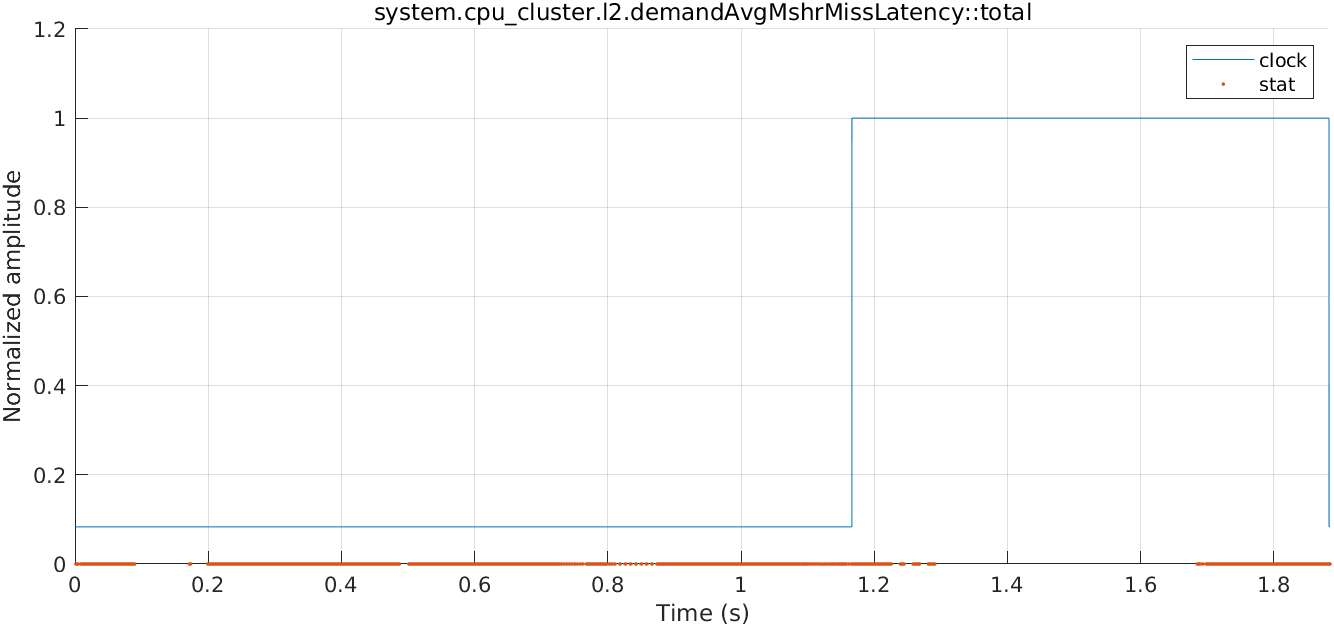 system.cpu_cluster.l2.demandAvgMshrMissLatency::total
1.2
clock
stat
1
0.8
Normalized amplitude
0.6
0.4
0.2
0
0 0.2 0.4 0.6 0.8 1 1.2 1.4 1.6 1.8
Time (s)